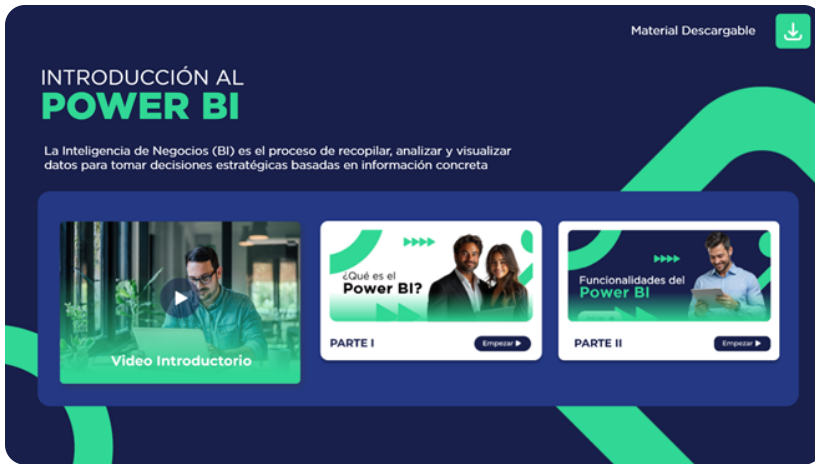 Material Descargable
INTRODUCCIÓN AL
POWER BI
La Inteligencia de Negocios (BI) es el proceso de recopilar, analizar y visualizar
datos para tomar decisiones estratégicas basadas en información concreta
Video Introductorio
¿Qué es el
Power BI?
PARTE I
Empezar
Funcionalidades del
Power BI
PARTE II
Empezar